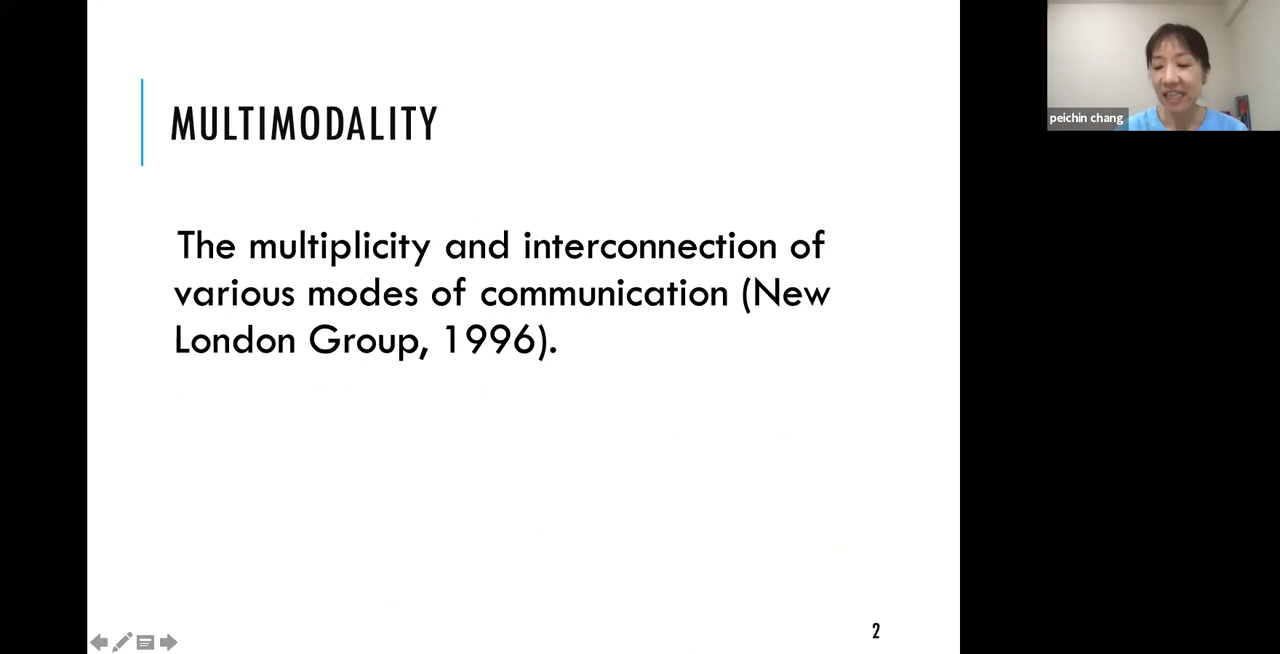 MULTIMODALITY
The multiplicity and interconnection of
various modes of communication (New
London Group, 1996).
2
peichin chang